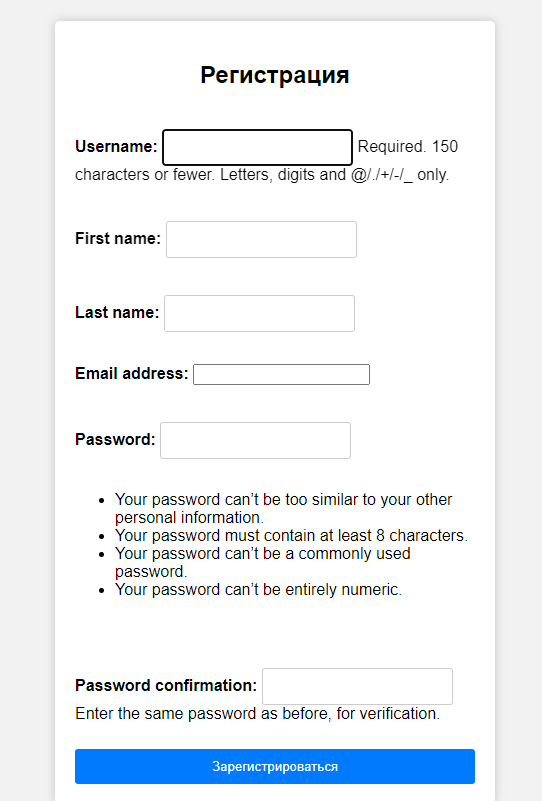 Регистрация
Username: Required. 150
characters or fewer. Letters, digits and @/./+/-/_ only.
First name:
Last name:
Email address:
Password:
• Your password can’t be too similar to your other
personal information.
• Your password must contain at least 8 characters.
• Your password can’t be a commonly used
password.
• Your password can’t be entirely numeric.
Password confirmation:
Enter the same password as before, for verification.
Зарегистрироваться